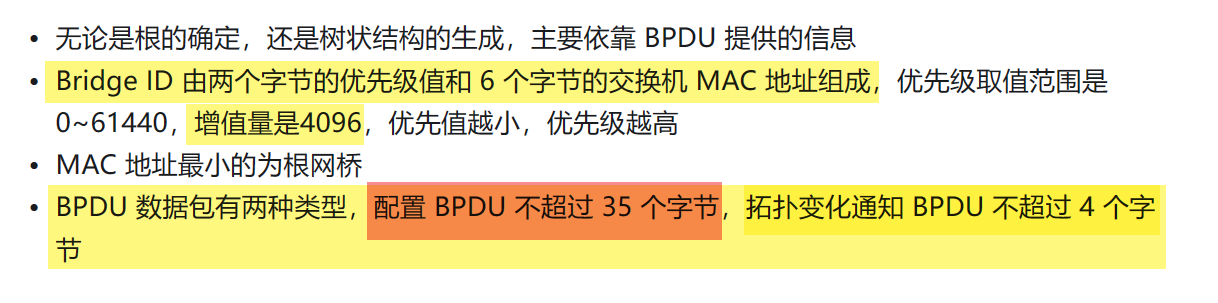 • 无论是根的确定，还是树状结构的生成，主要依靠 BPDU 提供的信息
• Bridge ID 由两个字节的优先级值和 6 个字节的交换机 MAC 地址组成，优先级取值范围是
0~61440，增值量是4096，优先值越小，优先级越高
• MAC 地址最小的为根网桥
• BPDU 数据包有两种类型，配置 BPDU 不超过 35 个字节，拓扑变化通知 BPDU 不超过 4 个字
节